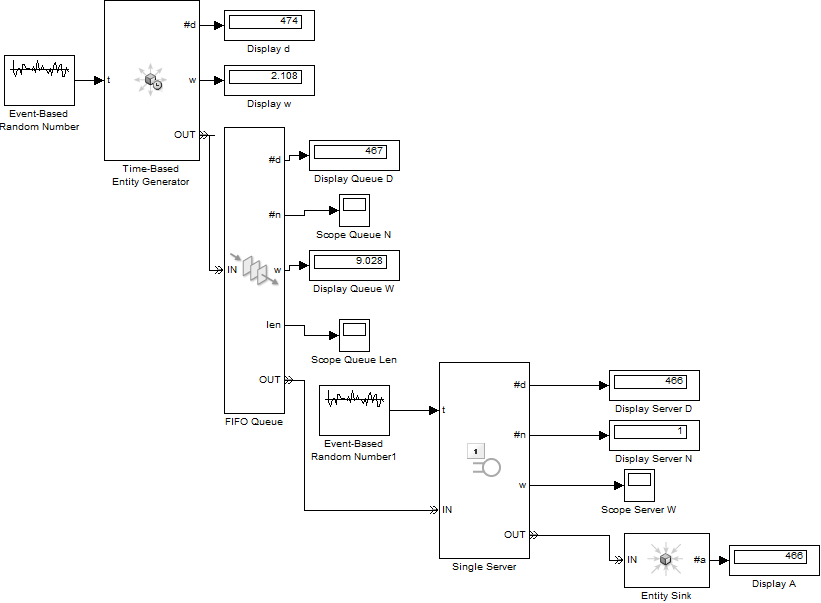 #d
474
Display d
t
w
2.108
Display w
Event-Based
Random Number
OUT
Time-Based
Entity Generator
#d
467
Display Queue D
#n
Scope Queue N
IN
w
9.028
Display Queue W
len
Scope Queue Len
OUT
FIFO Queue
Event-Based
Random Number1
t
#d
466
Display Server D
#n
1
Display Server N
1
w
Scope Server W
IN
OUT
Single Server
IN
#a
466
Entity Sink
Display A